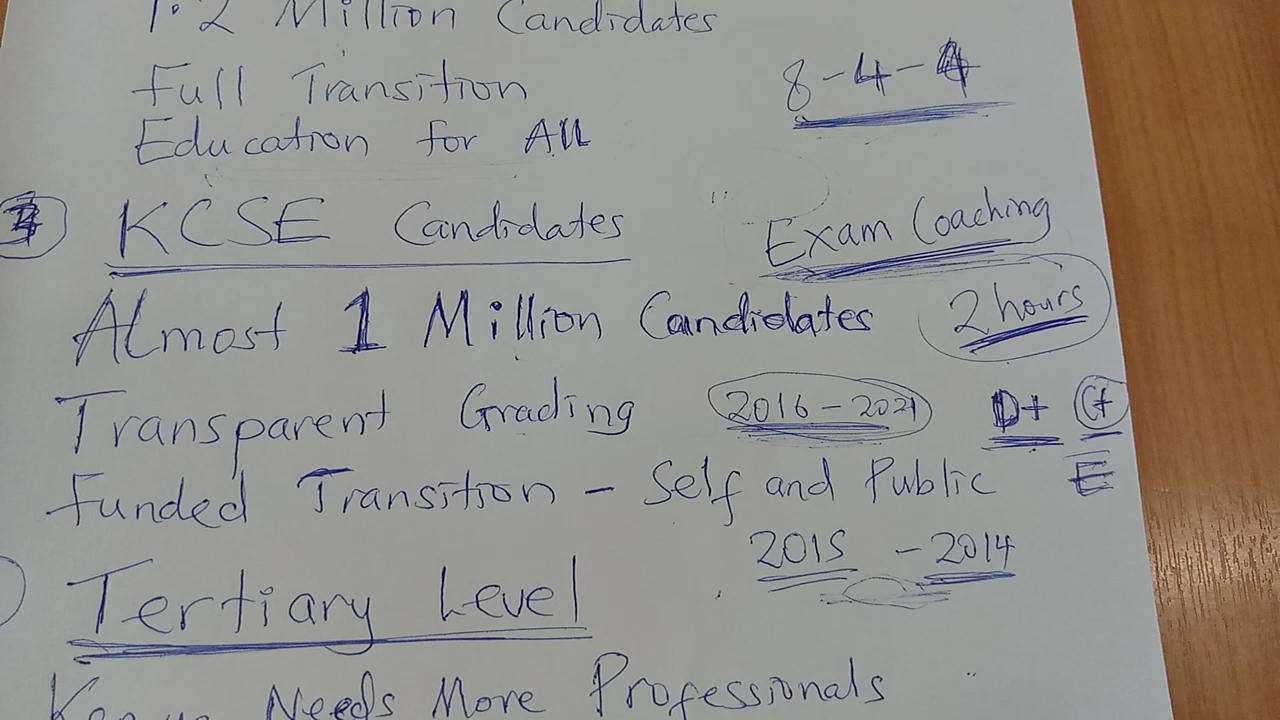 1.2 Million Candidates
Full Transition
8-4-4
Education for All
KCSE Candidates
Exam Coaching
Almost 1 Million Candidates
2 hours
Transparent Grading
2016 - 2021
D+ C+
Funded Transition - Self and Public
E
2015 - 2014
Tertiary Level
Needs More Professionals